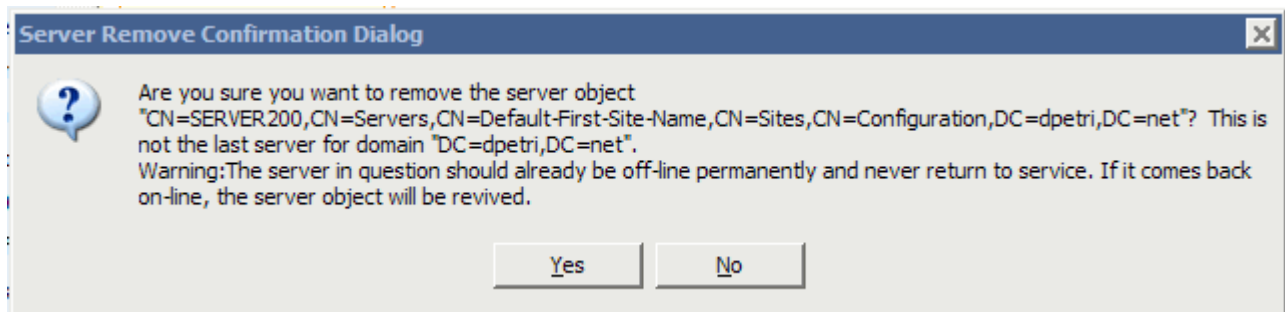 Server Remove Confirmation Dialog
Are you sure you want to remove the server object
"CN=SERVER200,CN=Servers,CN=Default-First-Site-Name,CN=Sites,CN=Configuration,DC=dpetri,DC=net"? This is
not the last server for domain "DC=dpetri,DC=net".
Warning:The server in question should already be off-line permanently and never return to service. If it comes back
on-line, the server object will be revived.
Yes No